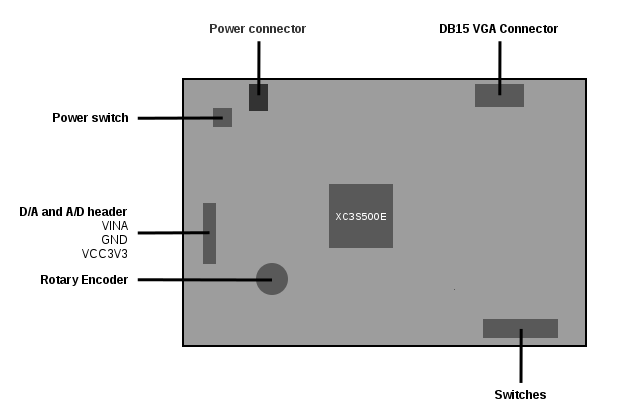 Power connector
DB15 VGA Connector
Power switch
D/A and A/D header
VINA
GND
VCC3V3
XC3S500E
Rotary Encoder
Switches